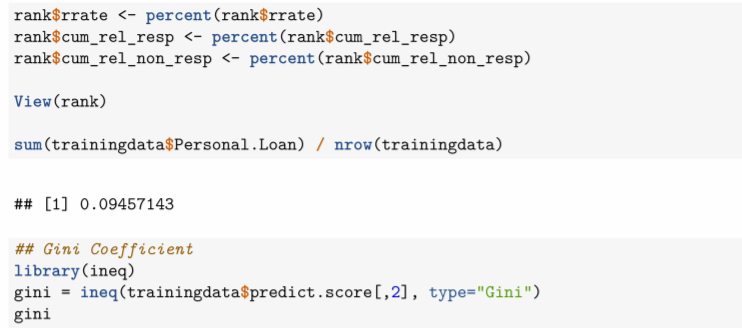 rank$rrate <- percent(rank$rrate)
rank$cum_rel_resp <- percent(rank$cum_rel_resp)
rank$cum_rel_non_resp <- percent(rank$cum_rel_non_resp)
View(rank)
sum(trainingdata$Personal.Loan) / nrow(trainingdata)
## [1] 0.09457143
## Gini Coefficient
library(ineq)
gini = ineq(trainingdata$predict.score[,2], type="Gini")
gini